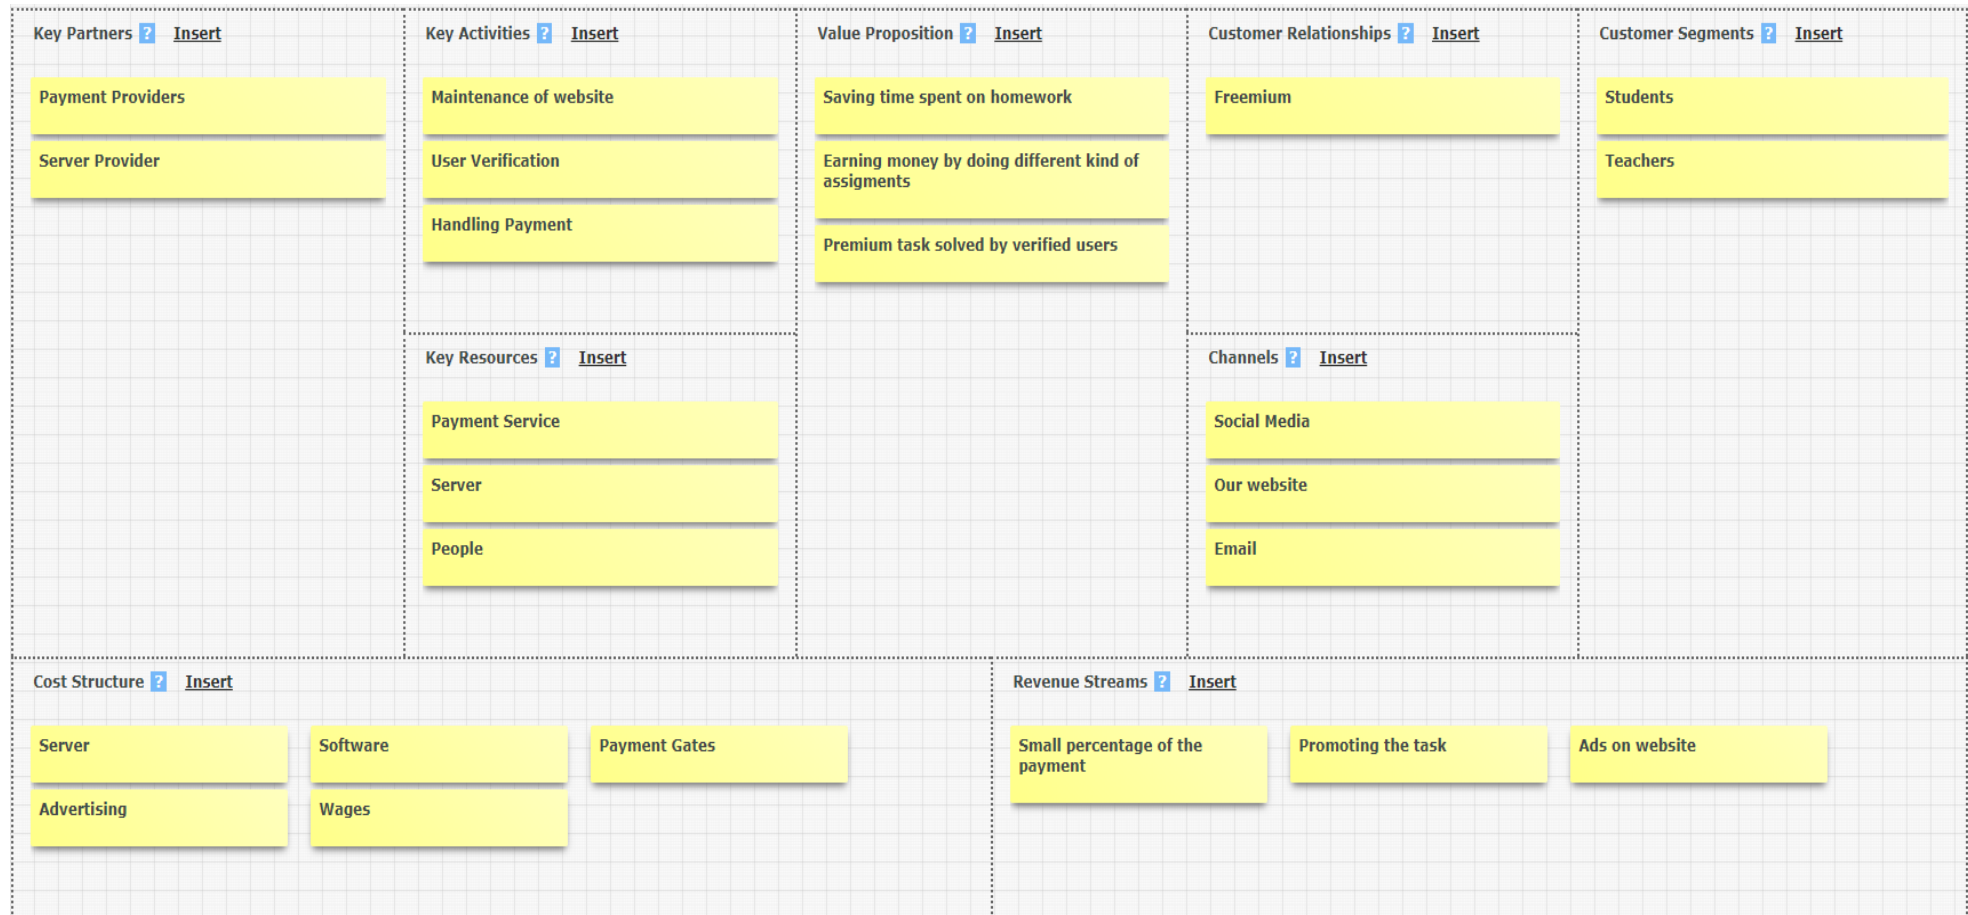 Key Partners ? Insert
Payment Providers
Server Provider
Key Activities ? Insert
Maintenance of website
User Verification
Handling Payment
Key Resources ? Insert
Payment Service
Server
People
Value Proposition ? Insert
Saving time spent on homework
Earning money by doing different kind of
assigments
Premium task solved by verified users
Customer Relationships ? Insert
Freemium
Channels ? Insert
Social Media
Our website
Email
Customer Segments ? Insert
Students
Teachers
Cost Structure ? Insert
Server
Software
Payment Gates
Advertising
Wages
Revenue Streams ? Insert
Small percentage of the
payment
Promoting the task
Ads on website